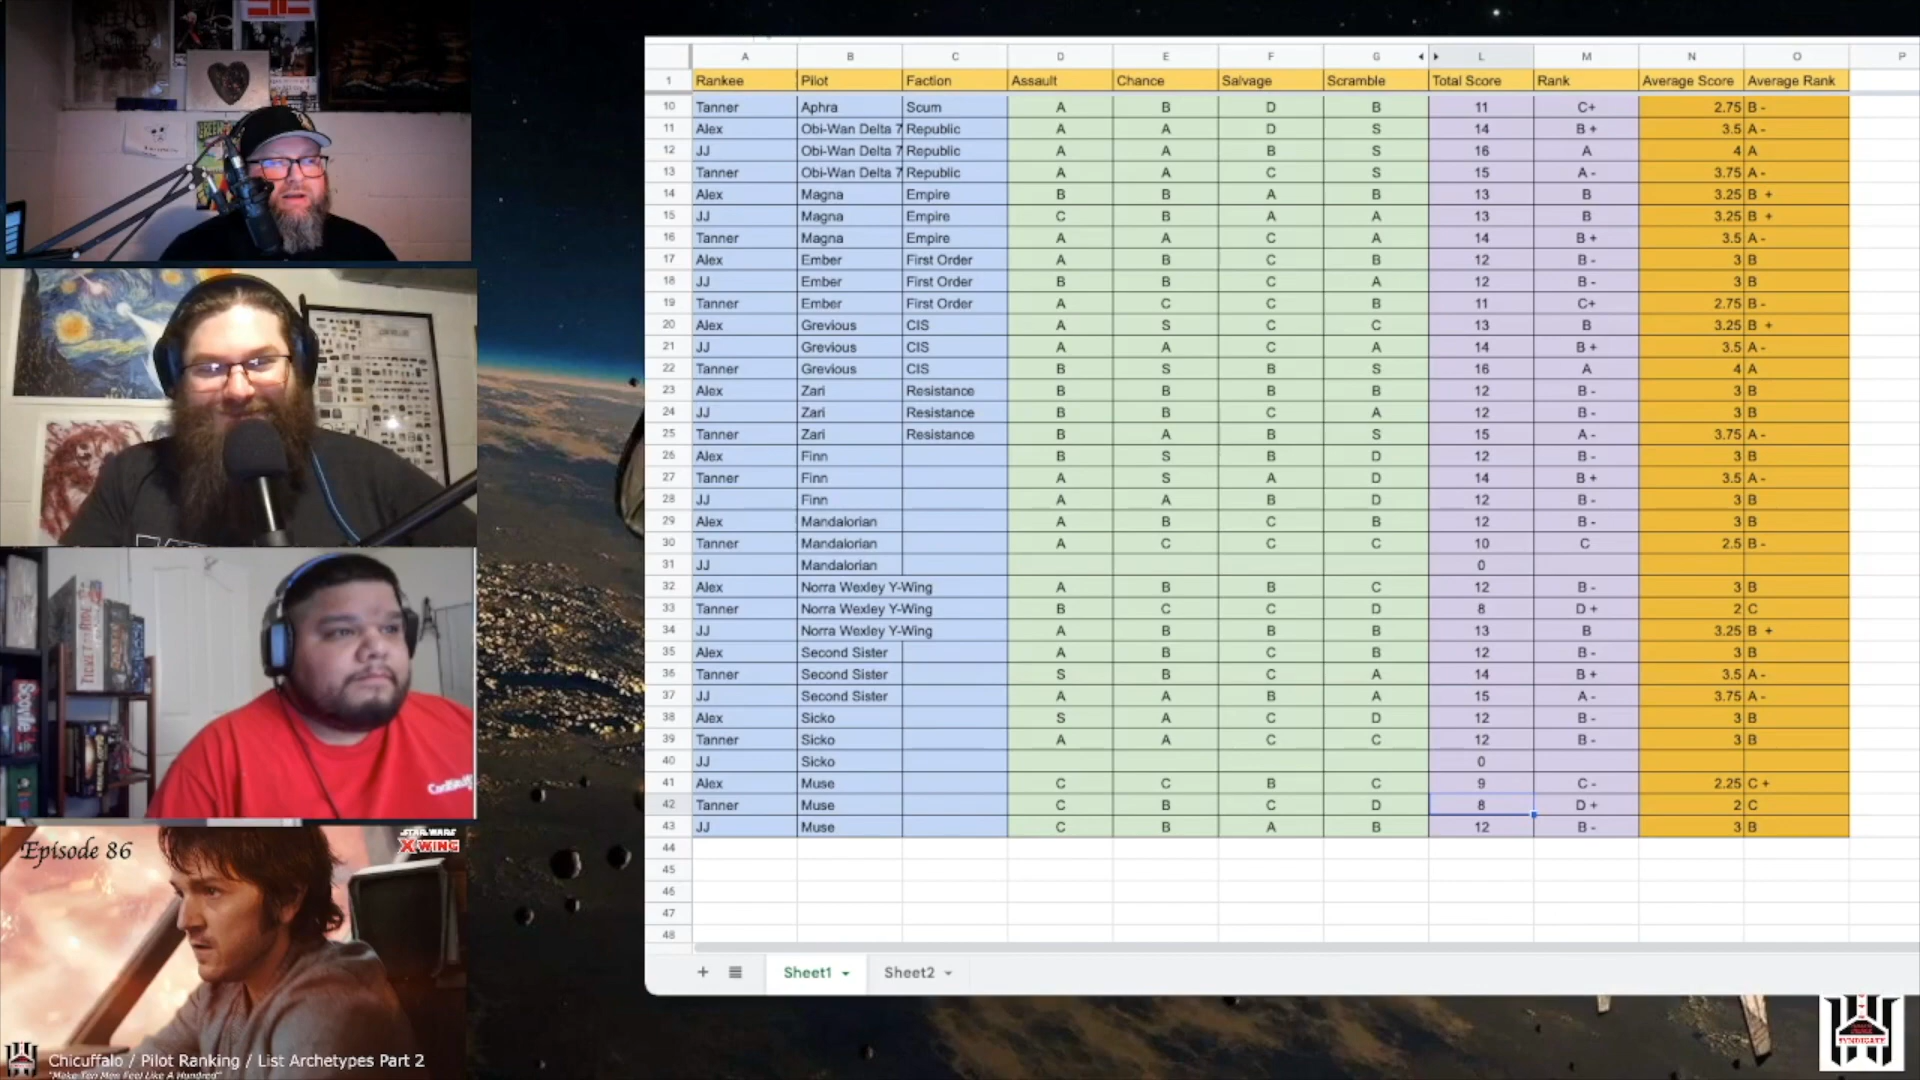 A B C D E F G L M N O P
1 Rankee Pilot Faction Assault Chance Salvage Scramble Total Score Rank Average Score Average Rank
10 Tanner Aphra Scum A B D B 11 C+ 2.75 B -
11 Alex Obi-Wan Delta 7 Republic A A D S 14 B + 3.5 A -
12 JJ Obi-Wan Delta 7 Republic A A B S 16 A 4 A
13 Tanner Obi-Wan Delta 7 Republic A A C S 15 A - 3.75 A -
14 Alex Magna Empire B B A B 13 B 3.25 B +
15 JJ Magna Empire C B A A 13 B 3.25 B +
16 Tanner Magna Empire A A C A 14 B + 3.5 A -
17 Alex Ember First Order A B C B 12 B - 3 B
18 JJ Ember First Order B B C A 12 B - 3 B
19 Tanner Ember First Order A C C B 11 C+ 2.75 B -
20 Alex Grevious CIS A S C C 13 B 3.25 B +
21 JJ Grevious CIS A A C A 14 B + 3.5 A -
22 Tanner Grevious CIS B S B S 16 A 4 A
23 Alex Zari Resistance B B B B 12 B - 3 B
24 JJ Zari Resistance B B C A 12 B - 3 B
25 Tanner Zari Resistance B A B S 15 A - 3.75 A -
26 Alex Finn B S B D 12 B - 3 B
27 Tanner Finn A S A D 14 B + 3.5 A -
28 JJ Finn A A B D 12 B - 3 B
29 Alex Mandalorian A B C B 12 B - 3 B
30 Tanner Mandalorian A C C C 10 C 2.5 B -
31 JJ Mandalorian 0
32 Alex Norra Wexley Y-Wing A B B C 12 B - 3 B
33 Tanner Norra Wexley Y-Wing B C C D 8 D + 2 C
34 JJ Norra Wexley Y-Wing A B B B 13 B 3.25 B +
35 Alex Second Sister A B C B 12 B - 3 B
36 Tanner Second Sister S B C A 14 B + 3.5 A -
37 JJ Second Sister A A B A 15 A - 3.75 A -
38 Alex Sicko S A C D 12 B - 3 B
39 Tanner Sicko A A C C 12 B - 3 B
40 JJ Sicko 0
41 Alex Muse C C B C 9 C - 2.25 C +
42 Tanner Muse C B C D 8 D + 2 C
43 JJ Muse C B A B 12 B - 3 B
44
45
46
47
48
Sheet1 Sheet2
Episode 86
STAR WARS
X-WING
Chicuffalo / Pilot Ranking / List Archetypes Part 2
"Make Ten Men Feel Like A Hundred"
SYNDICATE